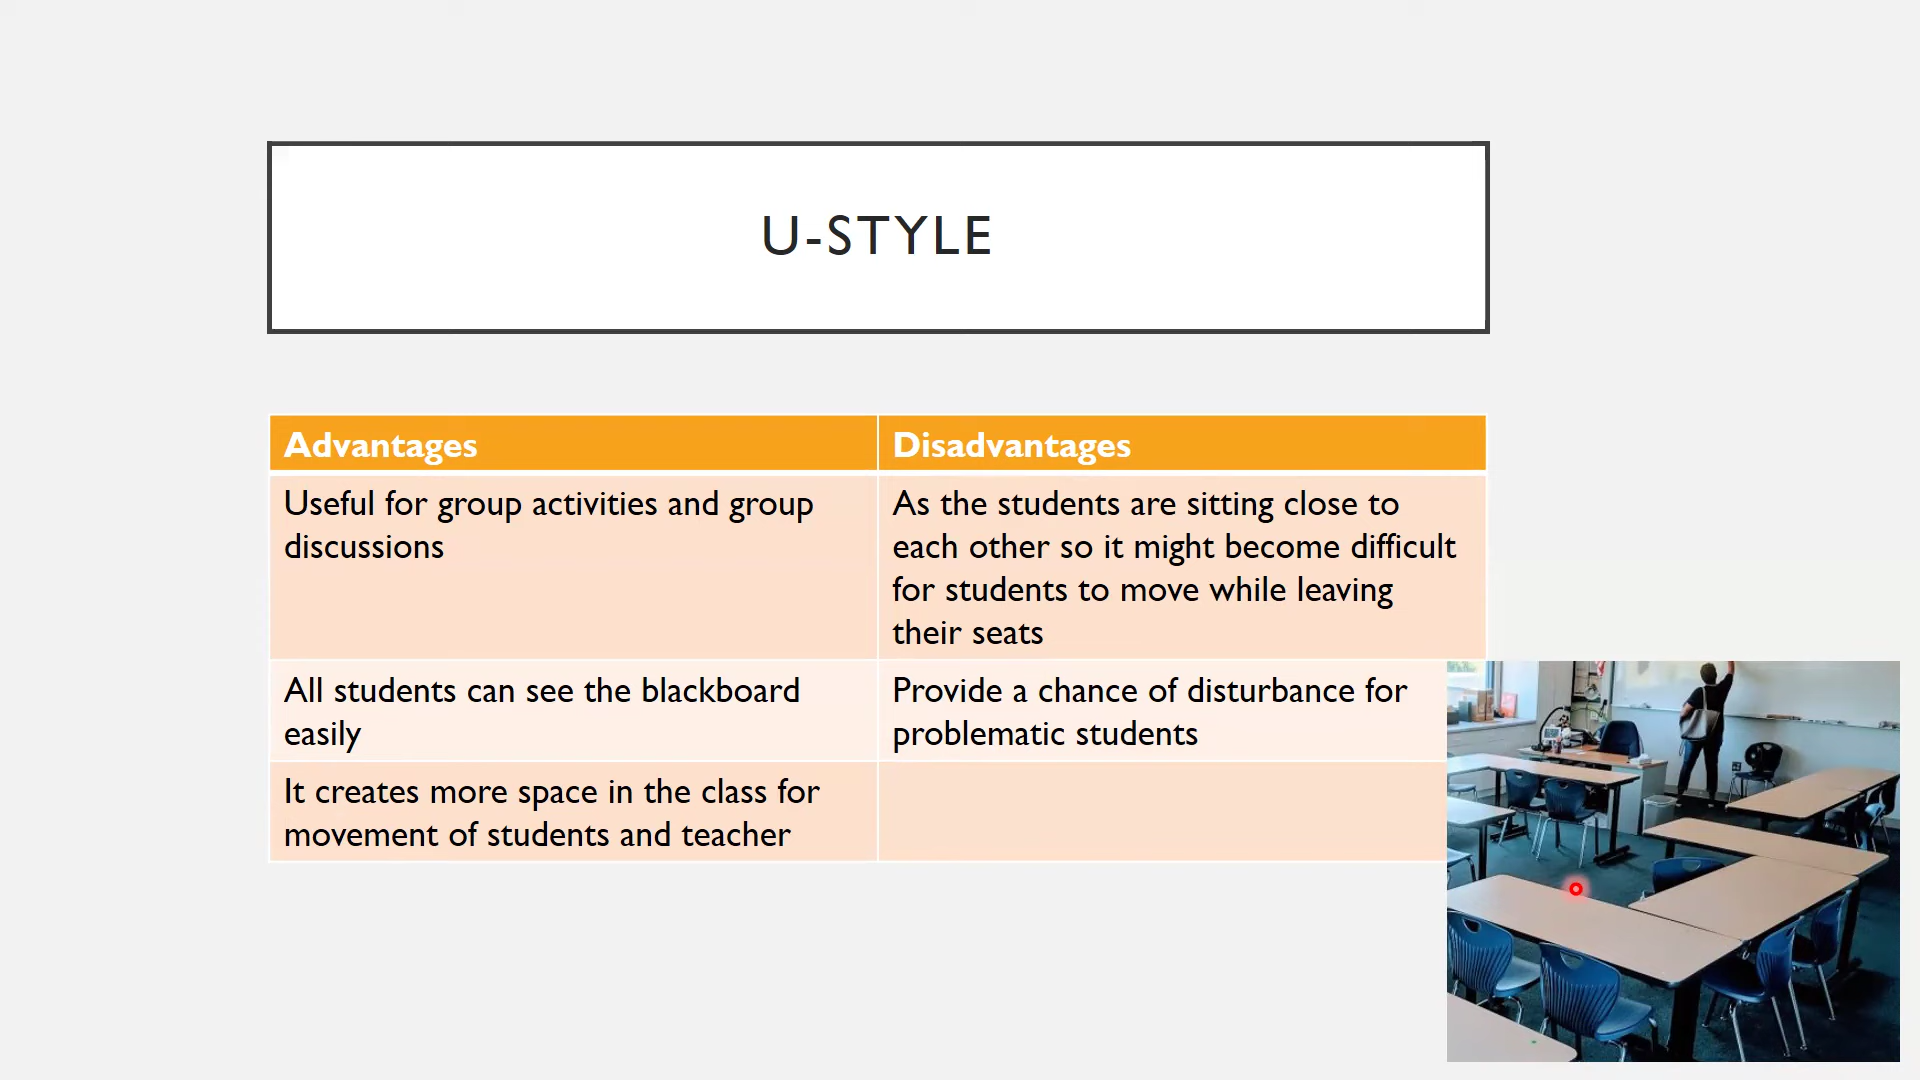 U-STYLE
Advantages
Disadvantages
Useful for group activities and group
discussions
As the students are sitting close to
each other so it might become difficult
for students to move while leaving
their seats
All students can see the blackboard
easily
Provide a chance of disturbance for
problematic students
It creates more space in the class for
movement of students and teacher